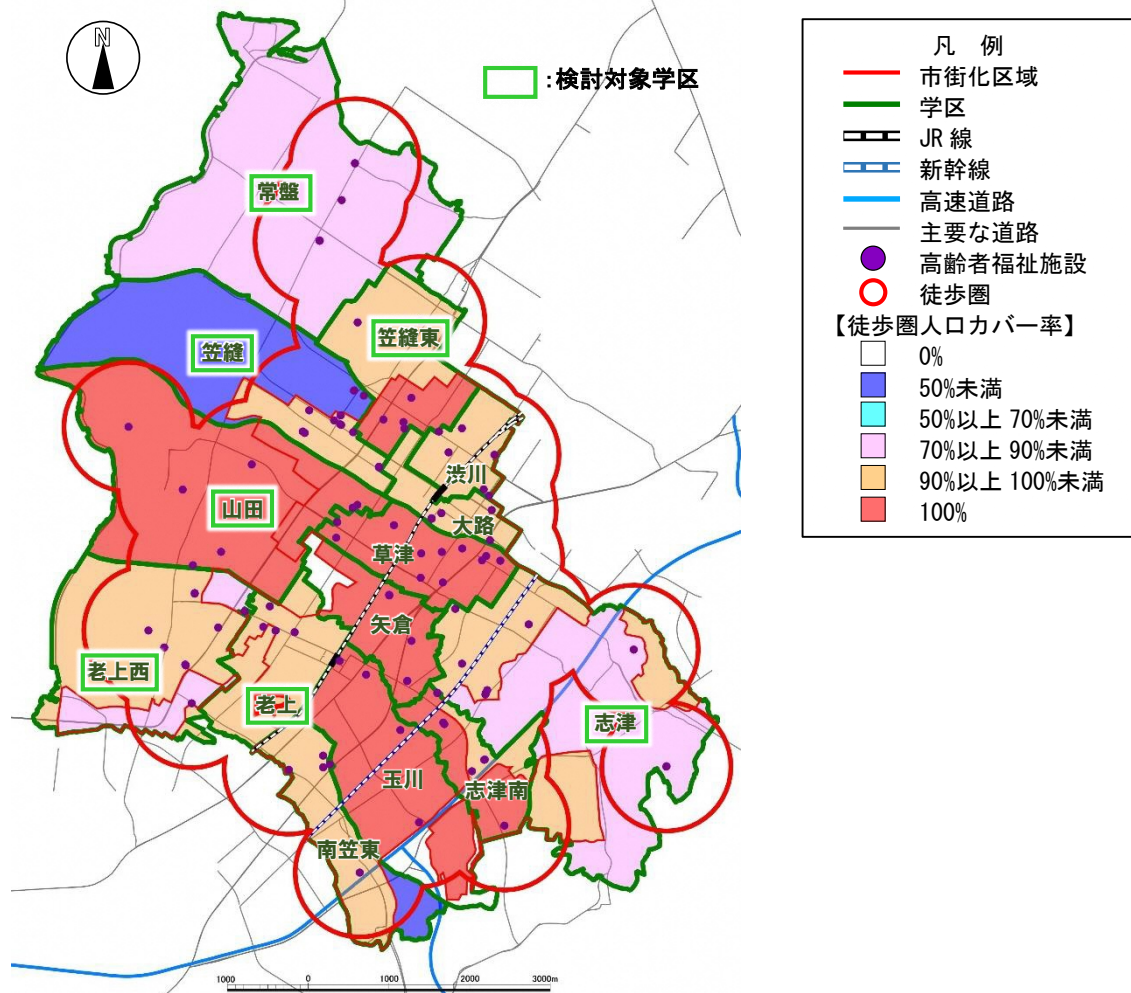 N
：検討対象学区
常盤
笠縫東
笠縫
渋川
山田
大路
草津
矢倉
老上西
老上
志津
玉川
志津南
南笠東
1000 0 1000 2000 3000m
凡 例
市街化区域
学区
JR 線
新幹線
高速道路
主要な道路
高齢者福祉施設
徒歩圏
【徒歩圏人口カバー率】
0%
50%未満
50%以上 70%未満
70%以上 90%未満
90%以上 100%未満
100%